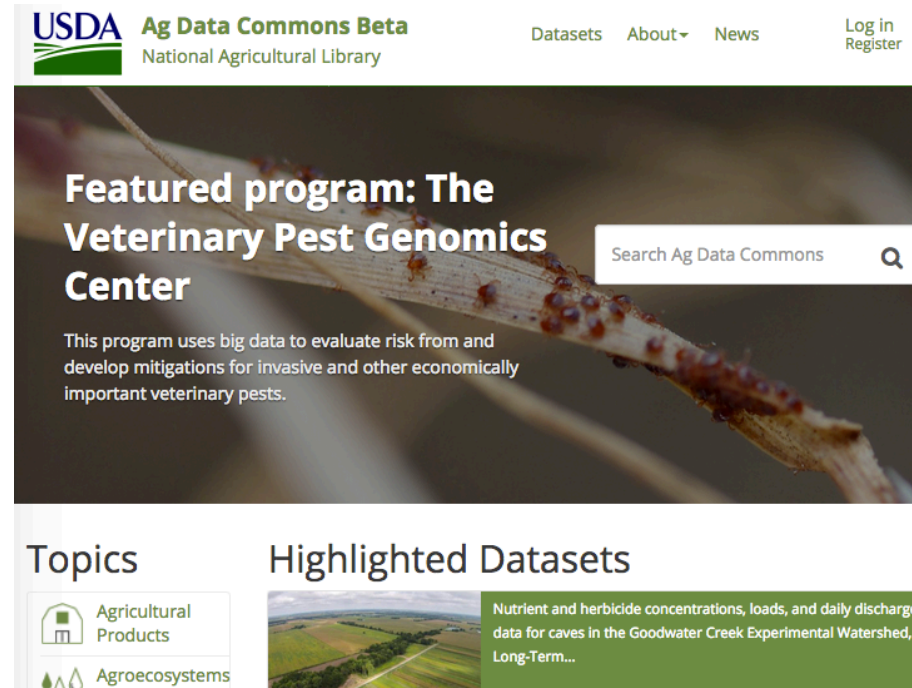 USDA
Ag Data Commons Beta
National Agricultural Library
Datasets About News
Log in
Register
Featured program: The
Veterinary Pest Genomics
Center
Search Ag Data Commons
This program uses big data to evaluate risk from and
develop mitigations for invasive and other economically
important veterinary pests.
Topics
Agricultural
Products
Agroecosystems
Highlighted Datasets
Nutrient and herbicide concentrations, loads, and daily discharge
data for caves in the Goodwater Creek Experimental Watershed,
Long-Term...